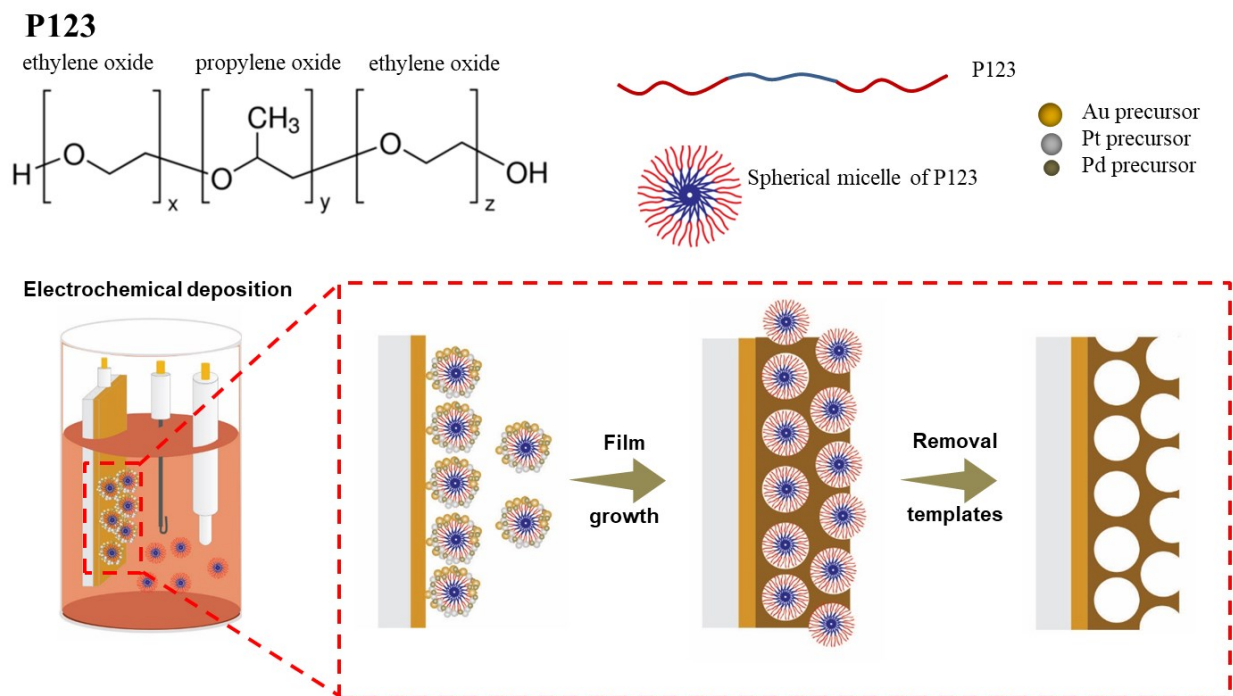 P123
ethylene oxide propylene oxide ethylene oxide
CH3
H O O O OH
x y z
P123
Spherical micelle of P123
Au precursor
Pt precursor
Pd precursor
Electrochemical deposition
Film
growth
Removal
templates